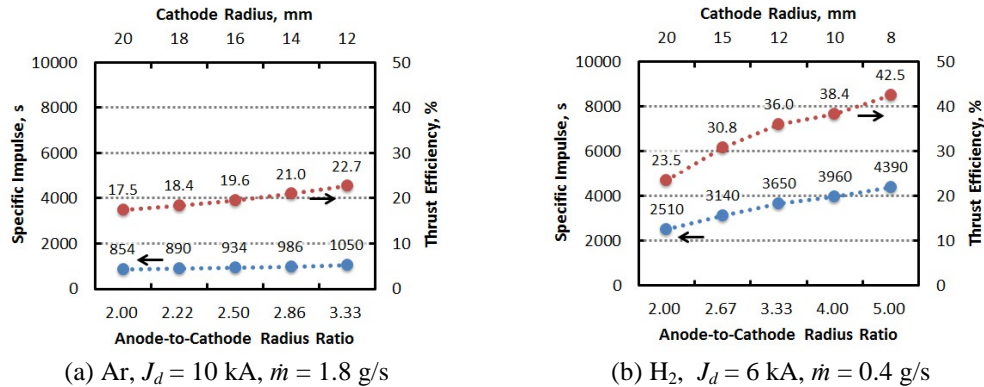 Cathode Radius, mm
20 18 16 14 12
10000 50
8000 40
6000 30
4000 20
2000 10
0 0
Specific Impulse, s
Thrust Efficiency, %
17.5 18.4 19.6 21.0 22.7
854 890 934 986 1050
2.00 2.22 2.50 2.86 3.33
Anode-to-Cathode Radius Ratio
(a) Ar, J_d = 10 kA, ṁ = 1.8 g/s
Cathode Radius, mm
20 15 12 10 8
10000 50
8000 40
6000 30
4000 20
2000 10
0 0
Specific Impulse, s
Thrust Efficiency, %
23.5 30.8 36.0 38.4 42.5
2510 3140 3650 3960 4390
2.00 2.67 3.33 4.00 5.00
Anode-to-Cathode Radius Ratio
(b) H₂, J_d = 6 kA, ṁ = 0.4 g/s